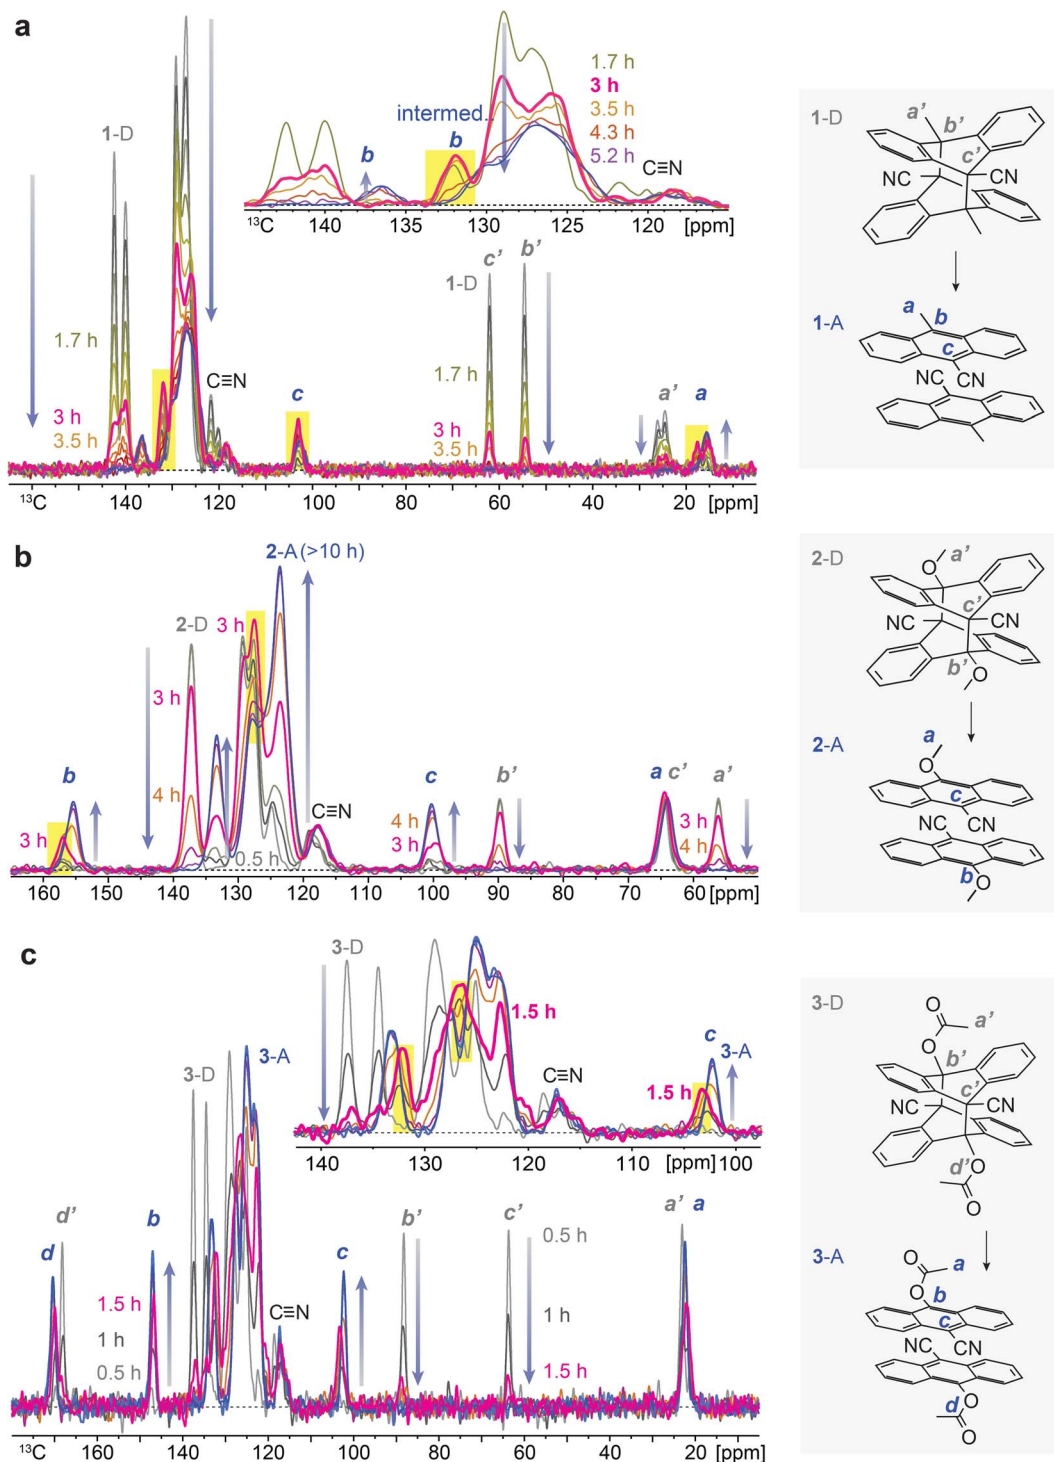 a
1-D
1.7 h
3 h
3.5 h
4.3 h
5.2 h
intermed.
b
b
C≡N
13C 140 135 130 125 120 [ppm]
c' b'
1-D
1.7 h
C≡N
1.7 h
c
a'
a
3 h
3.5 h
3 h
3.5 h
13C 140 120 100 80 60 40 20 [ppm]
1-D
a'
b'
c'
NC
CN
1-A
a
b
c
NC
CN
b
2-A (>10 h)
2-D
3 h
3 h
b
4 h
3 h
0.5 h
C≡N
c
4 h
3 h
b'
a c'
a'
3 h
4 h
160 150 140 130 120 110 100 90 80 70 60 [ppm]
2-D
O
a'
c'
NC
CN
b'
O
2-A
a
O
c
NC
CN
b
O
c
3-D
1.5 h
C≡N
c
3-A
1.5 h
140 130 120 110 [ppm] 100
3-A
3-D
d'
d
b
1.5 h
1 h
0.5 h
C≡N
c
b'
c'
0.5 h
1 h
1.5 h
a' a
13C 160 140 120 100 80 60 40 20 [ppm]
3-D
O
a'
O
b'
c'
NC
CN
d'
O
O
3-A
O
a
O
b
c
NC
CN
d
O
O